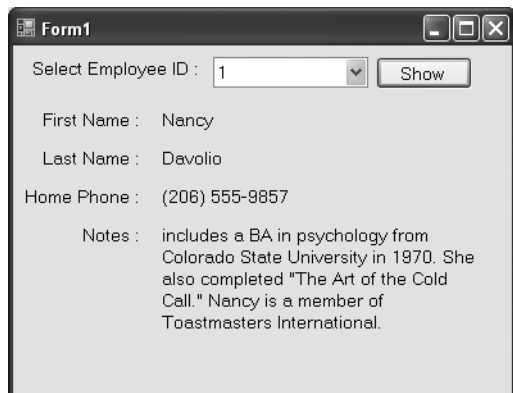 Form1
Select Employee ID : 1 Show
First Name : Nancy
Last Name : Davolio
Home Phone : (206) 555-9857
Notes : includes a BA in psychology from
Colorado State University in 1970. She
also completed "The Art of the Cold
Call." Nancy is a member of
Toastmasters International.